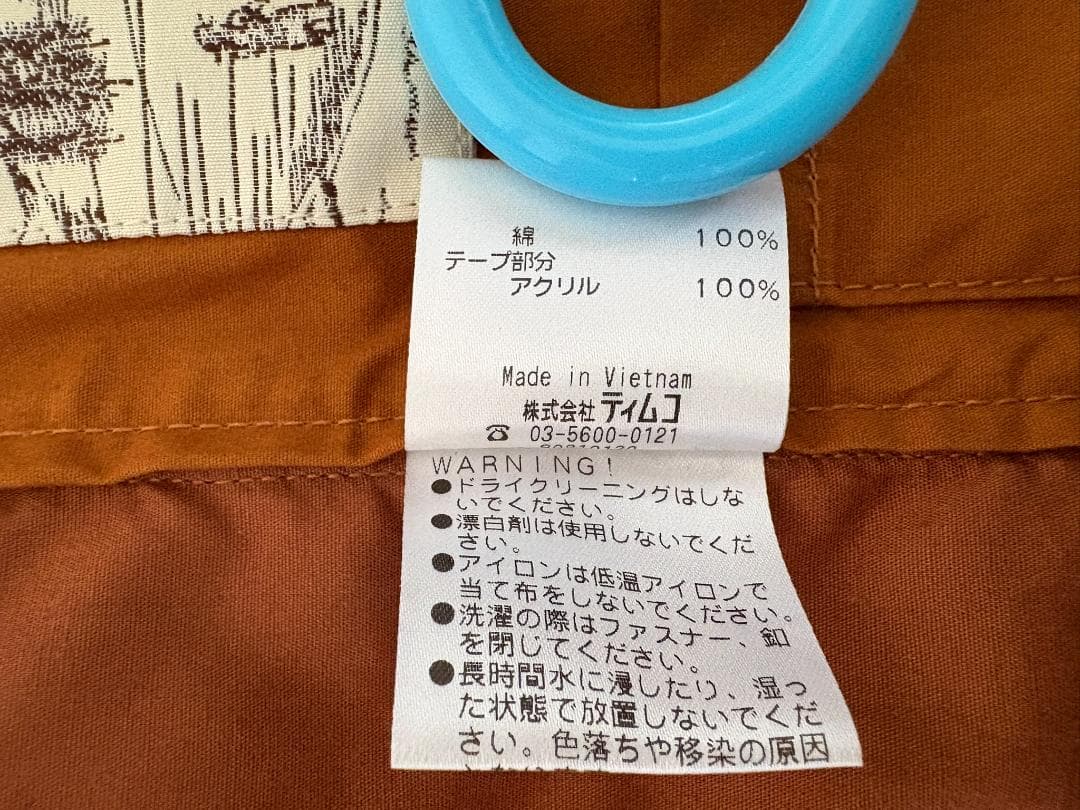 綿 100%
テープ部分
アクリル 100%
Made in Vietnam
株式会社ティムコ
☎ 03-5600-0121
WARNING!
●ドライクリーニングはしな
いでください。
●漂白剤は使用しないでくだ
さい。
●アイロンは低温アイロンで
当て布をしないでください。
●洗濯の際はファスナー、釦
を閉じてください。
●長時間水に浸したり、湿っ
た状態で放置しないでくだ
さい。色落ちや移染の原因